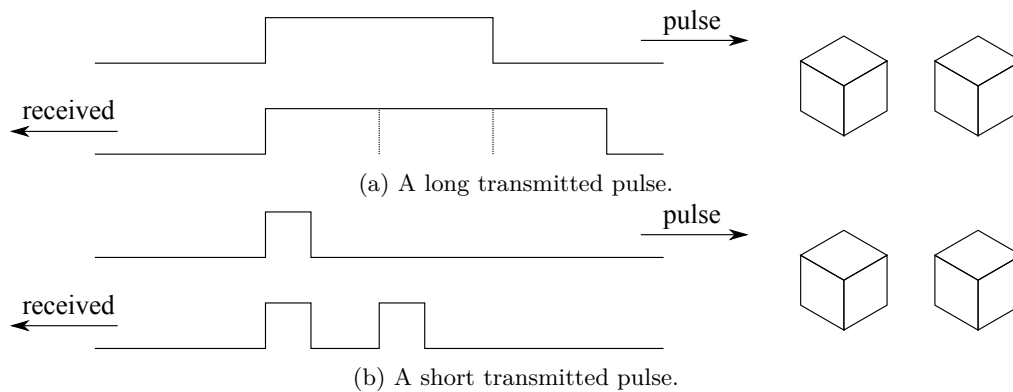 pulse
received
(a) A long transmitted pulse.
pulse
received
(b) A short transmitted pulse.